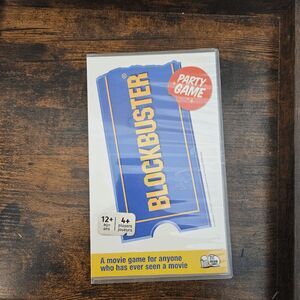 PARTY
GAME
BLOCKBUSTER®
12+
4+
A movie game for anyone
who has ever seen a movie